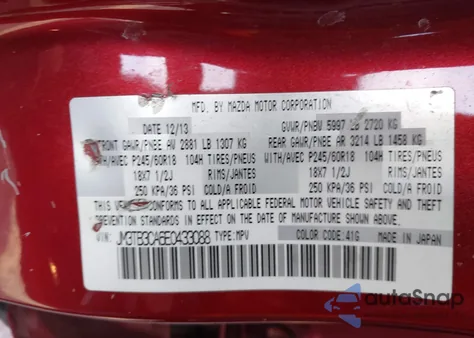 MFD. BY MAZDA MOTOR CORPORATION
DATE 12/13 GVWR/PNBV 5997 LB 2720 KG
FRONT GAWR/PNBE AV 2881 LB 1307 KG REAR GAWR/PNBE AR 3214 LB 1458 KG
WITH/AVEC P245/60R18 104H TIRES/PNEUS WITH/AVEC P245/60R18 104H TIRES/PNEUS
18X7 1/2J RIMS/JANTES 18X7 1/2J RIMS/JANTES
250 KPA/36 PSI COLD/A FROID 250 KPA/36 PSI COLD/A FROID
THIS CONFORMS TO ALL APPLICABLE FEDERAL MOTOR VEHICLE SAFETY AND THEFT
PREVENTION STANDARDS IN EFFECT ON THE DATE OF MANUFACTURE SHOWN ABOVE.
VIN: JM3TB3CA6E0433088 TYPE: MPV COLOR CODE: 41G MADE IN JAPAN
autoSnap